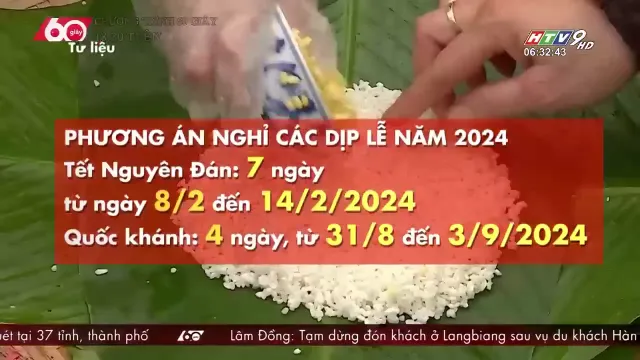 60 giây
Tư liệu
HTV9 HD
06:32:43
PHƯƠNG ÁN NGHỈ CÁC DỊP LỄ NĂM 2024
Tết Nguyên Đán: 7 ngày
từ ngày 8/2 đến 14/2/2024
Quốc khánh: 4 ngày, từ 31/8 đến 3/9/2024
uét tại 37 tỉnh, thành phố 60 Lâm Đồng: Tạm dừng đón khách ở Langbiang sau vụ du khách Hàn